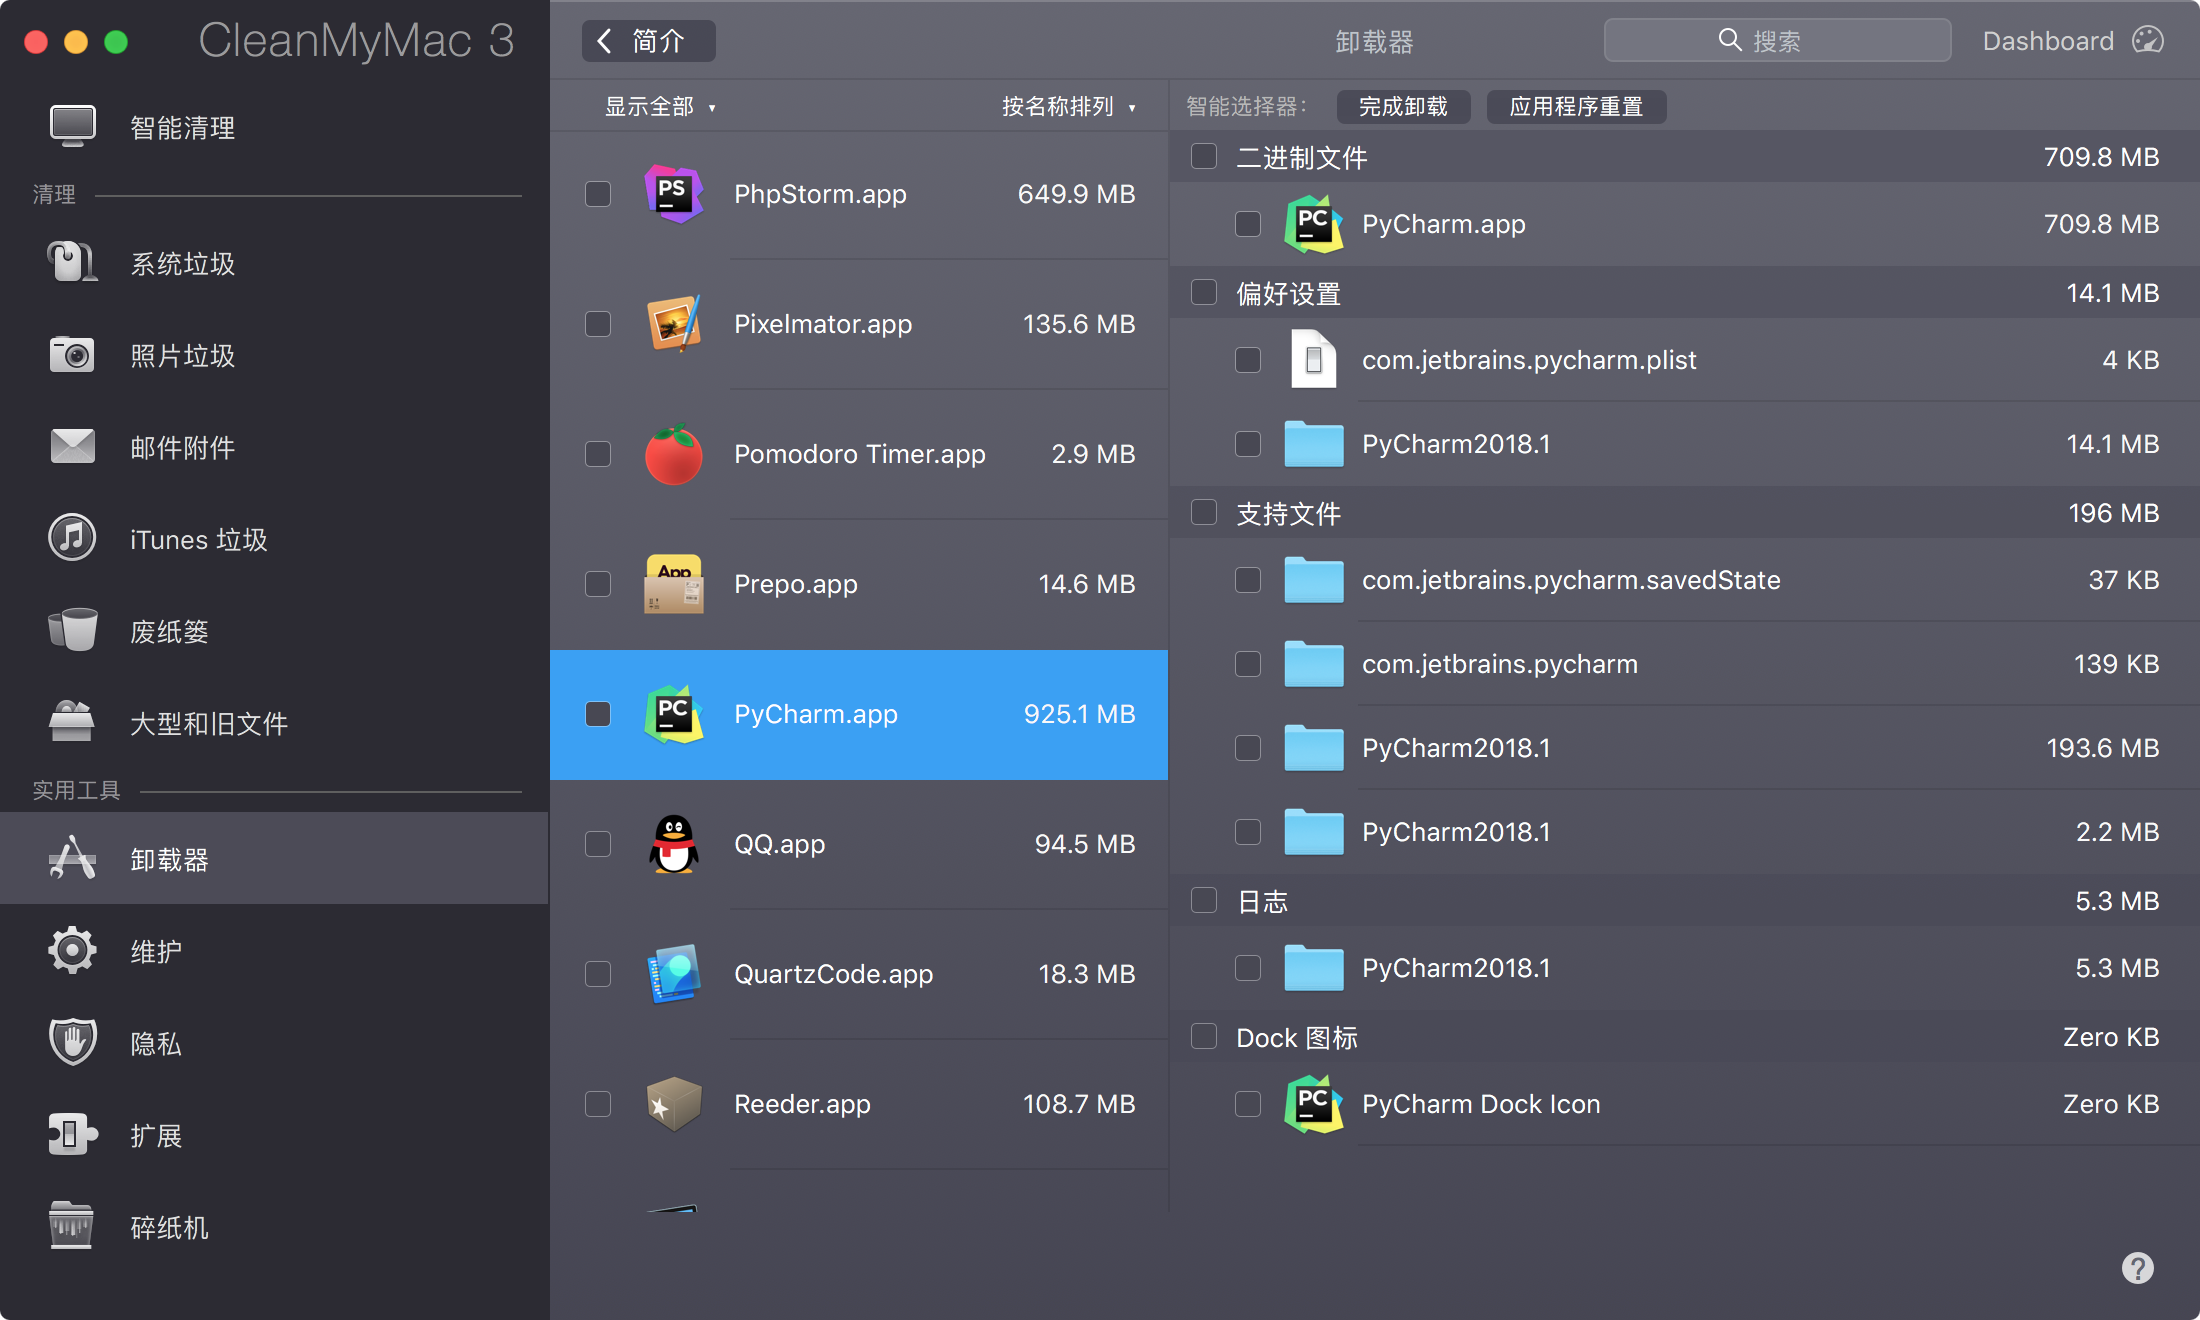 CleanMyMac 3
智能清理
清理
系统垃圾
照片垃圾
邮件附件
iTunes 垃圾
废纸篓
大型和旧文件
实用工具
卸载器
维护
隐私
扩展
碎纸机
简介
卸载器
搜索
Dashboard
显示全部
按名称排列
PS
PhpStorm.app 649.9 MB
Pixelmator.app 135.6 MB
Pomodoro Timer.app 2.9 MB
App
Prepo.app 14.6 MB
PC
PyCharm.app 925.1 MB
QQ.app 94.5 MB
QuartzCode.app 18.3 MB
Reeder.app 108.7 MB
智能选择器: 完成卸载 应用程序重置
二进制文件 709.8 MB
PC
PyCharm.app 709.8 MB
偏好设置 14.1 MB
com.jetbrains.pycharm.plist 4 KB
PyCharm2018.1 14.1 MB
支持文件 196 MB
com.jetbrains.pycharm.savedState 37 KB
com.jetbrains.pycharm 139 KB
PyCharm2018.1 193.6 MB
PyCharm2018.1 2.2 MB
日志 5.3 MB
PyCharm2018.1 5.3 MB
Dock 图标 Zero KB
PC
PyCharm Dock Icon Zero KB
?